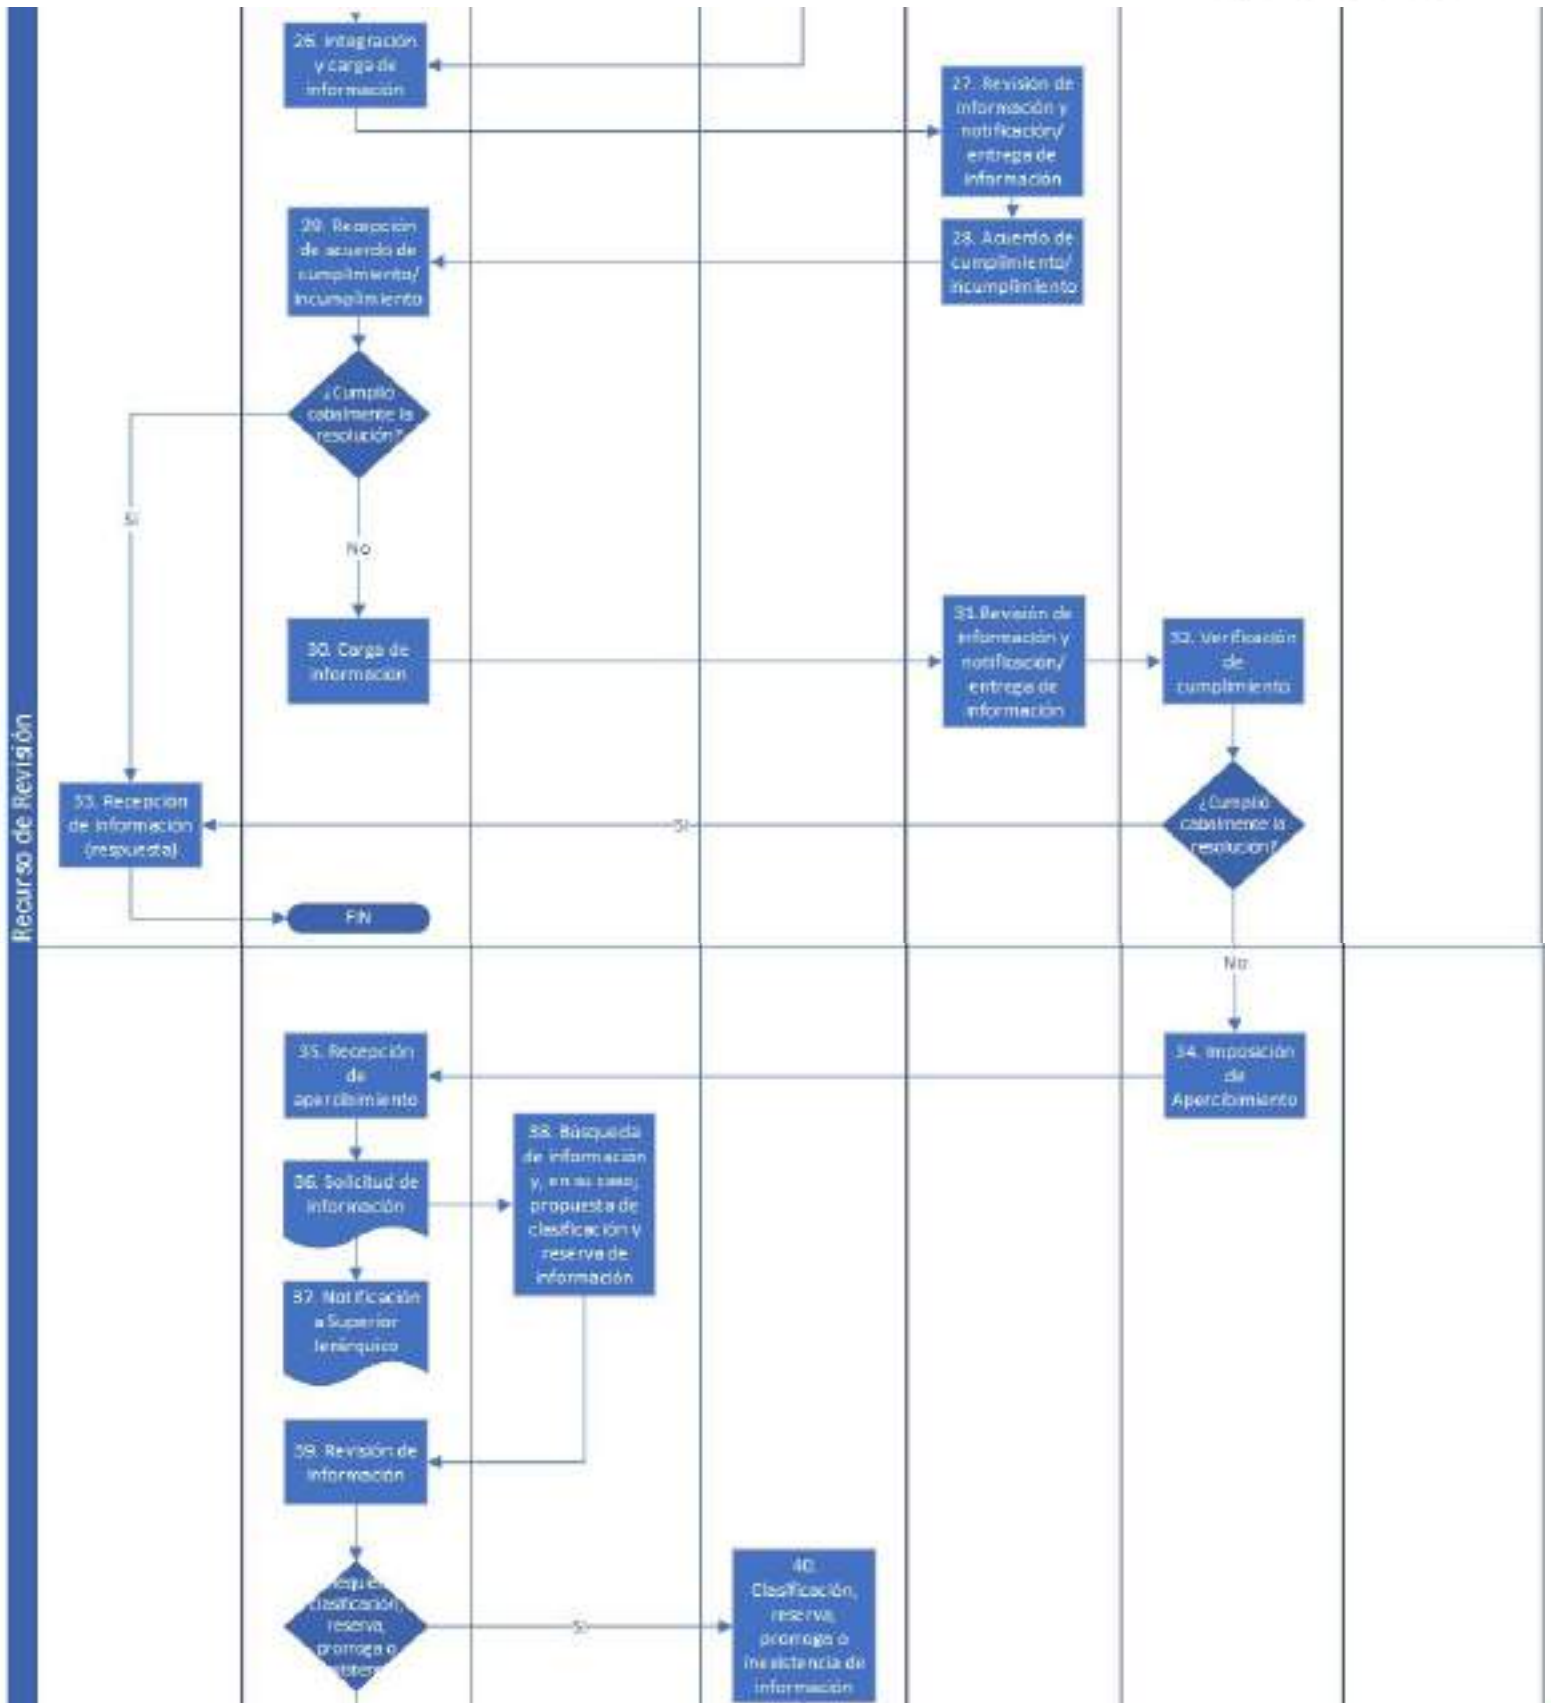 Recurso de Revisión
26. Integración
y carga de
información
27. Revisión de
información y
notificación/
entrega de
información
28. Acuerdo de
cumplimiento/
incumplimiento
29. Recepción
de acuerdo de
cumplimiento/
incumplimiento
¿Cumplió
cabalmente la
resolución?
Si
No
30. Carga de
información
31.Revisión de
información y
notificación/
entrega de
información
32. Verificación
de
cumplimiento
¿Cumplió
cabalmente la
resolución?
Si
33. Recepción
de información
(respuesta)
FIN
No
34. Imposición
de
Apercibimiento
35. Recepción
de
apercibimiento
36. Solicitud de
información
37. Notificación
a Superior
Jerárquico
38. Búsqueda
de información
y, en su caso,
propuesta de
clasificación y
reserva de
información
39. Revisión de
información
clasificación,
reserva,
prorroga o
Si
40.
Clasificación,
reserva,
prorroga o
inexistencia de
información